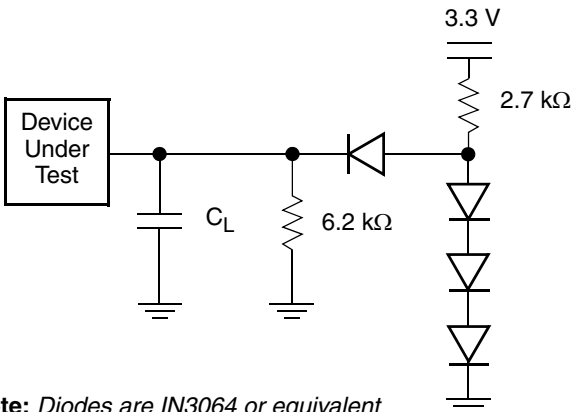 3.3 V
2.7 kΩ
Device
Under
Test
C_L
6.2 kΩ
te: Diodes are IN3064 or equivalent